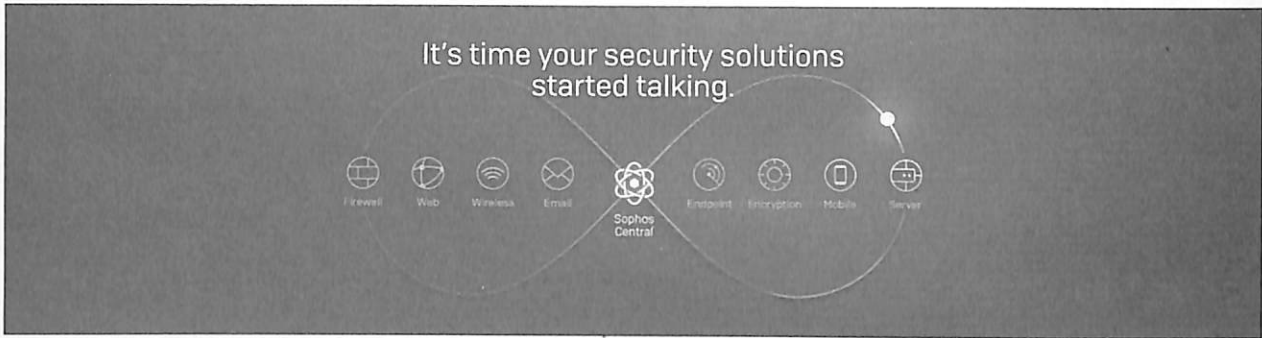 It's time your security solutions
started talking.
Firewall
Web
Wireless
Email
Sophos
Central
Endpoint
Encryption
Mobile
Server